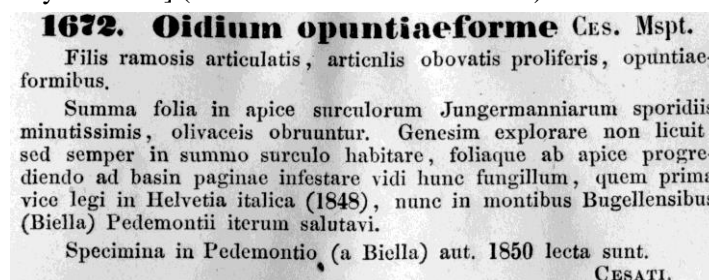 1672. Oidium opuntiaeforme Ces. Mspt.
Filis ramosis articulatis, articnlis obovatis proliferis, opuntiae-
formibus.
Summa folia in apice surculorum Jungermanniarum sporidiis
minutissimis, olivaceis obruuntur. Genesim explorare non licuit
sed semper in summo surculo habitare, foliaque ab apice progre-
diendo ad basin paginae infestare vidi hunc fungillum, quem prima
vice legi in Helvetia italica (1848), nunc in montibus Bugellensibus
(Biella) Pedemontii iterum salutavi.
Specimina in Pedemontio (a Biella) aut. 1850 lecta sunt.
Cesati.